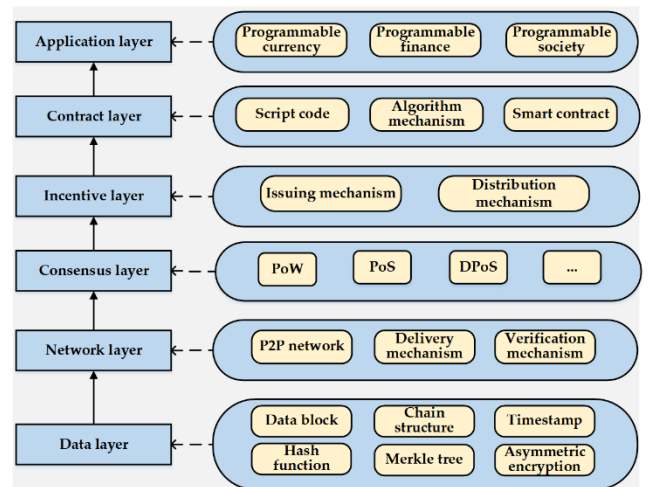 Application layer
Programmable
currency
Programmable
finance
Programmable
society
Contract layer
Script code
Algorithm
mechanism
Smart contract
Incentive layer
Issuing mechanism
Distribution
mechanism
Consensus layer
PoW
PoS
DPoS
...
Network layer
P2P network
Delivery
mechanism
Verification
mechanism
Data layer
Data block
Chain
structure
Timestamp
Hash
function
Merkle tree
Asymmetric
encryption